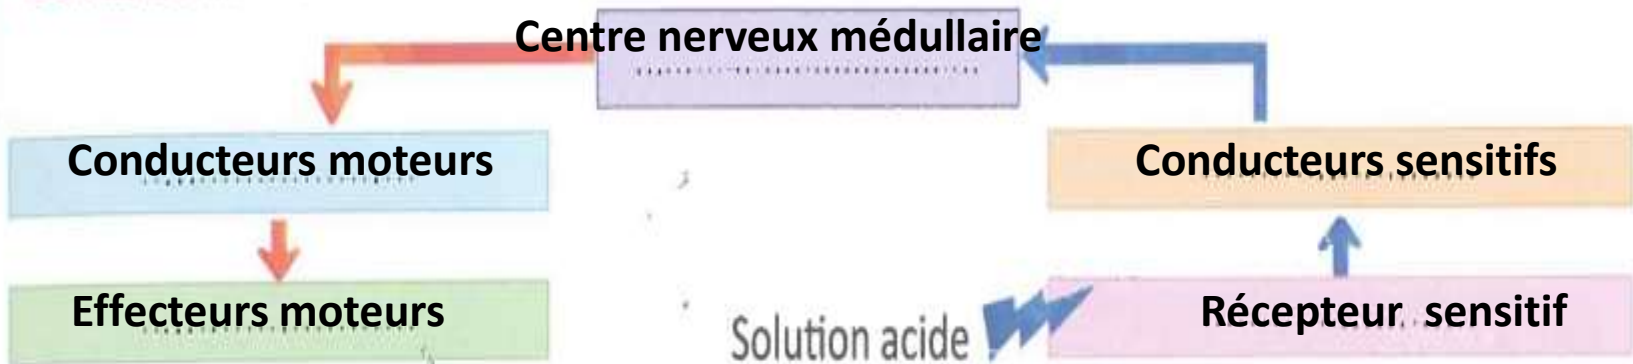 Centre nerveux médullaire
Conducteurs moteurs
Conducteurs sensitifs
Effecteurs moteurs
Solution acide
Récepteur sensitif